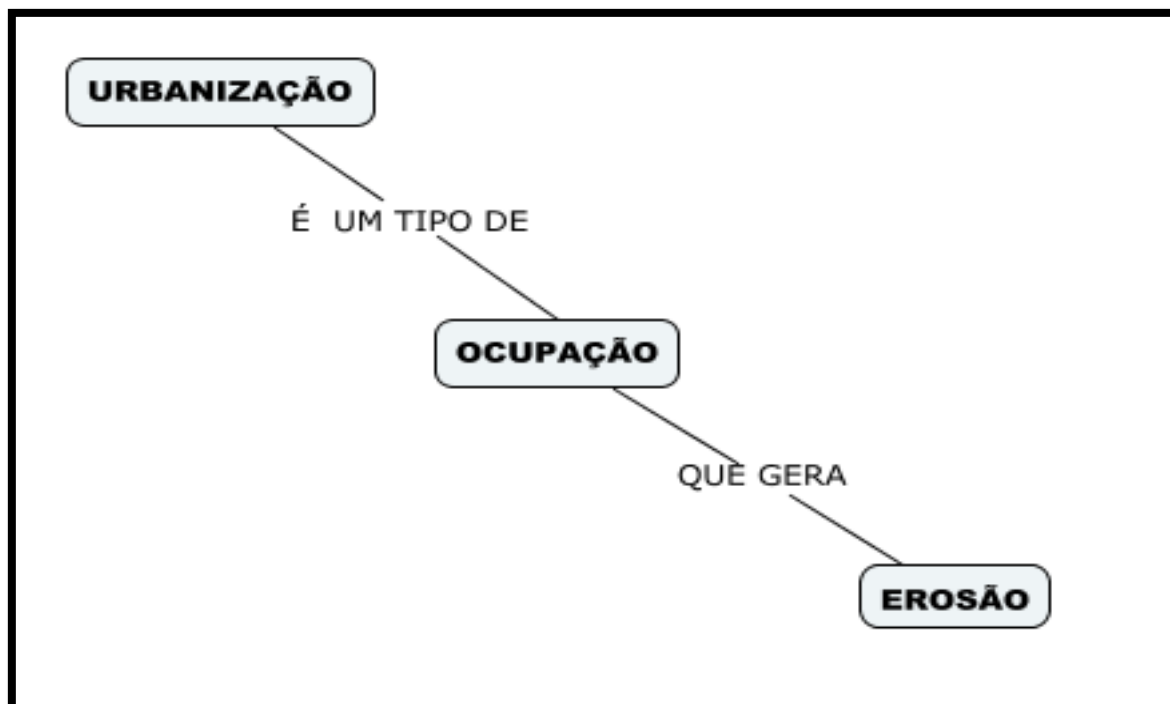 URBANIZAÇÃO
É UM TIPO DE
OCUPAÇÃO
QUE GERA
EROSÃO